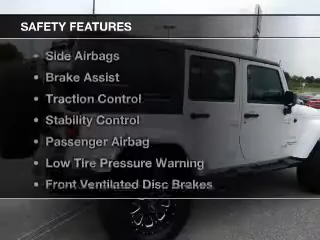 SAFETY FEATURES
• Side Airbags
• Brake Assist
• Traction Control
• Stability Control
• Passenger Airbag
• Low Tire Pressure Warning
• Front Ventilated Disc Brakes